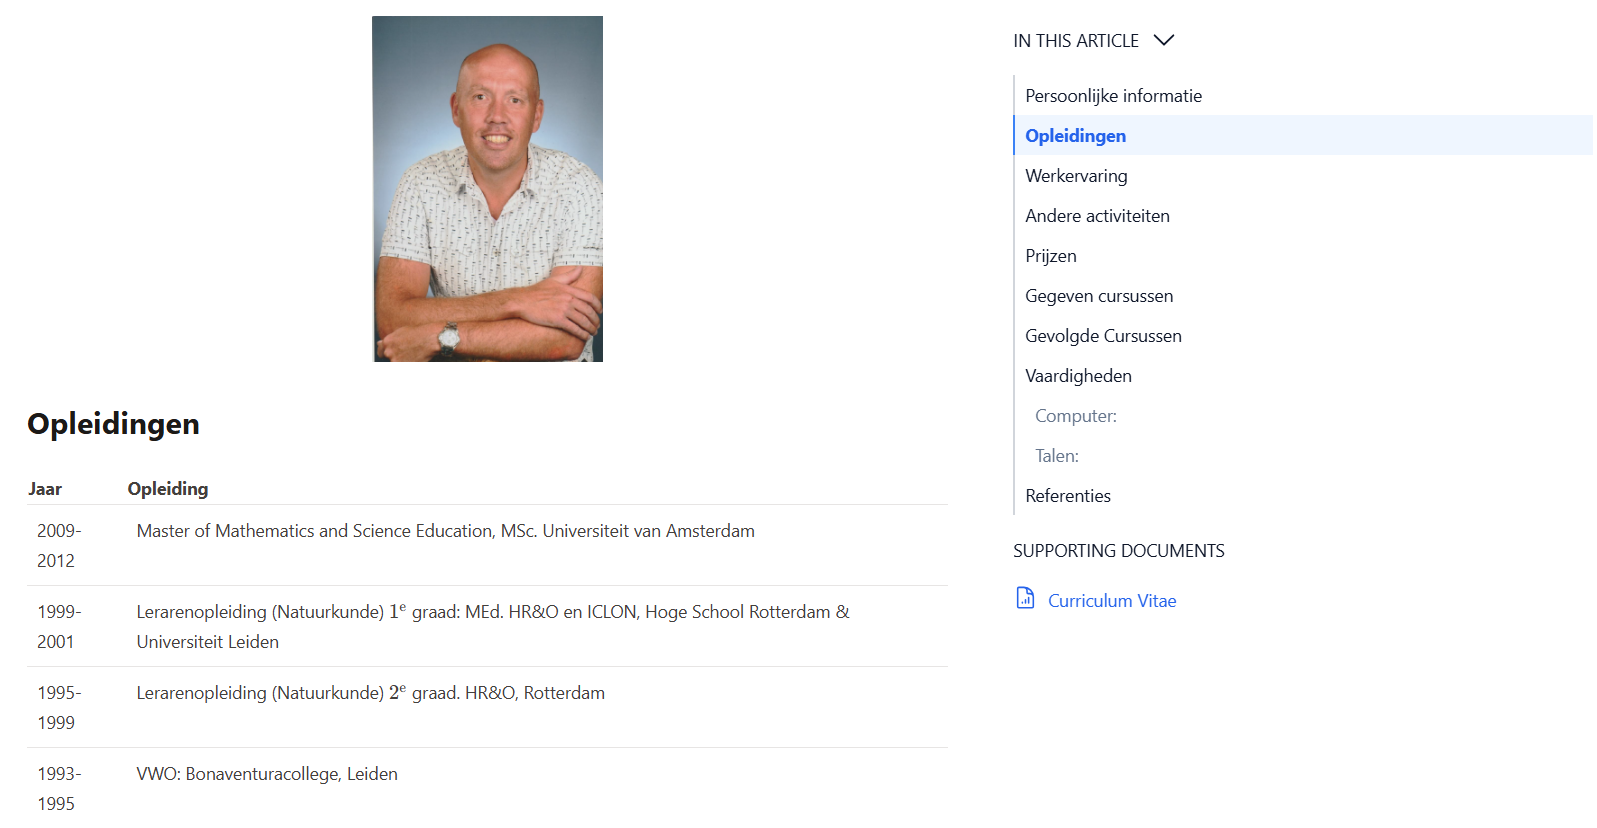 Opleidingen
Jaar Opleiding
2009-
2012
Master of Mathematics and Science Education, MSc. Universiteit van Amsterdam
1999-
2001
Lerarenopleiding (Natuurkunde) 1ᵉ graad: MEd. HR&O en ICLON, Hoge School Rotterdam &
Universiteit Leiden
1995-
1999
Lerarenopleiding (Natuurkunde) 2ᵉ graad. HR&O, Rotterdam
1993-
1995
VWO: Bonaventuracollege, Leiden
IN THIS ARTICLE
Persoonlijke informatie
Opleidingen
Werkervaring
Andere activiteiten
Prijzen
Gegeven cursussen
Gevolgde Cursussen
Vaardigheden
Computer:
Talen:
Referenties
SUPPORTING DOCUMENTS
Curriculum Vitae